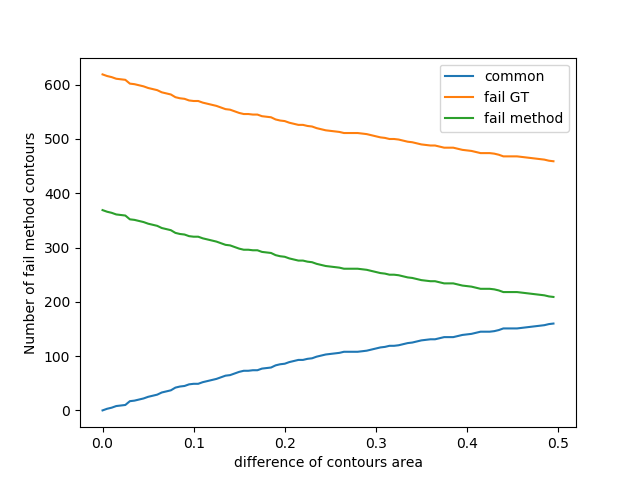 common
fail GT
fail method
600
500
400
300
200
100
0
Number of fail method contours
0.0 0.1 0.2 0.3 0.4 0.5
difference of contours area